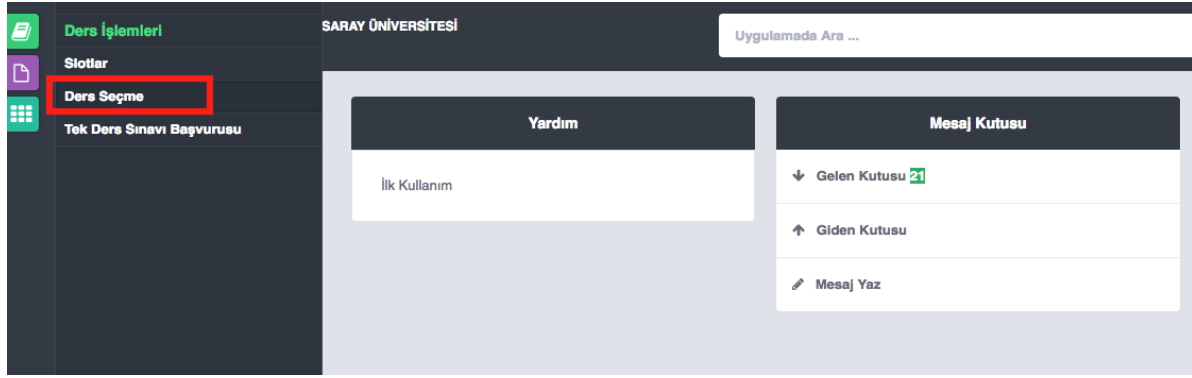 Ders İşlemleri
Slotlar
Ders Seçme
Tek Ders Sınavı Başvurusu
SARAY ÜNİVERSİTESİ
Uygulamada Ara ...
Yardım
İlk Kullanım
Mesaj Kutusu
Gelen Kutusu 21
Giden Kutusu
Mesaj Yaz